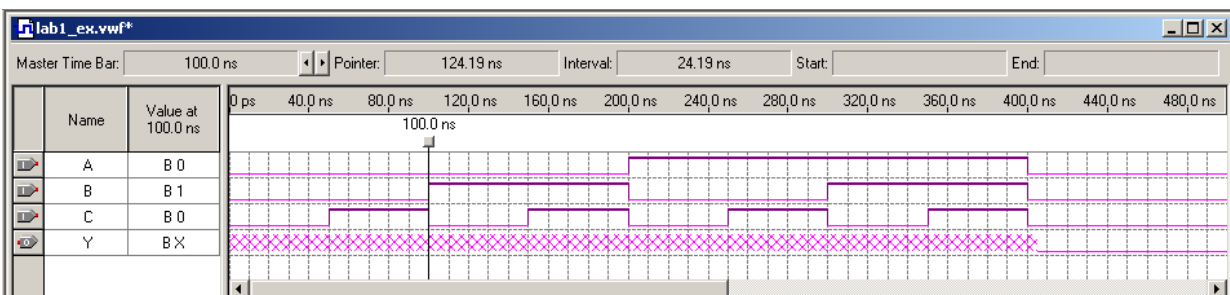 lab1_ex.vwf*
Master Time Bar: 100.0 ns Pointer: 124.19 ns Interval: 24.19 ns Start: End:
Name Value at 100.0 ns 0 ps 40.0 ns 80.0 ns 120.0 ns 160.0 ns 200.0 ns 240.0 ns 280.0 ns 320.0 ns 360.0 ns 400.0 ns 440.0 ns 480.0 ns
100.0 ns
A B 0
B B 1
C B 0
Y B X